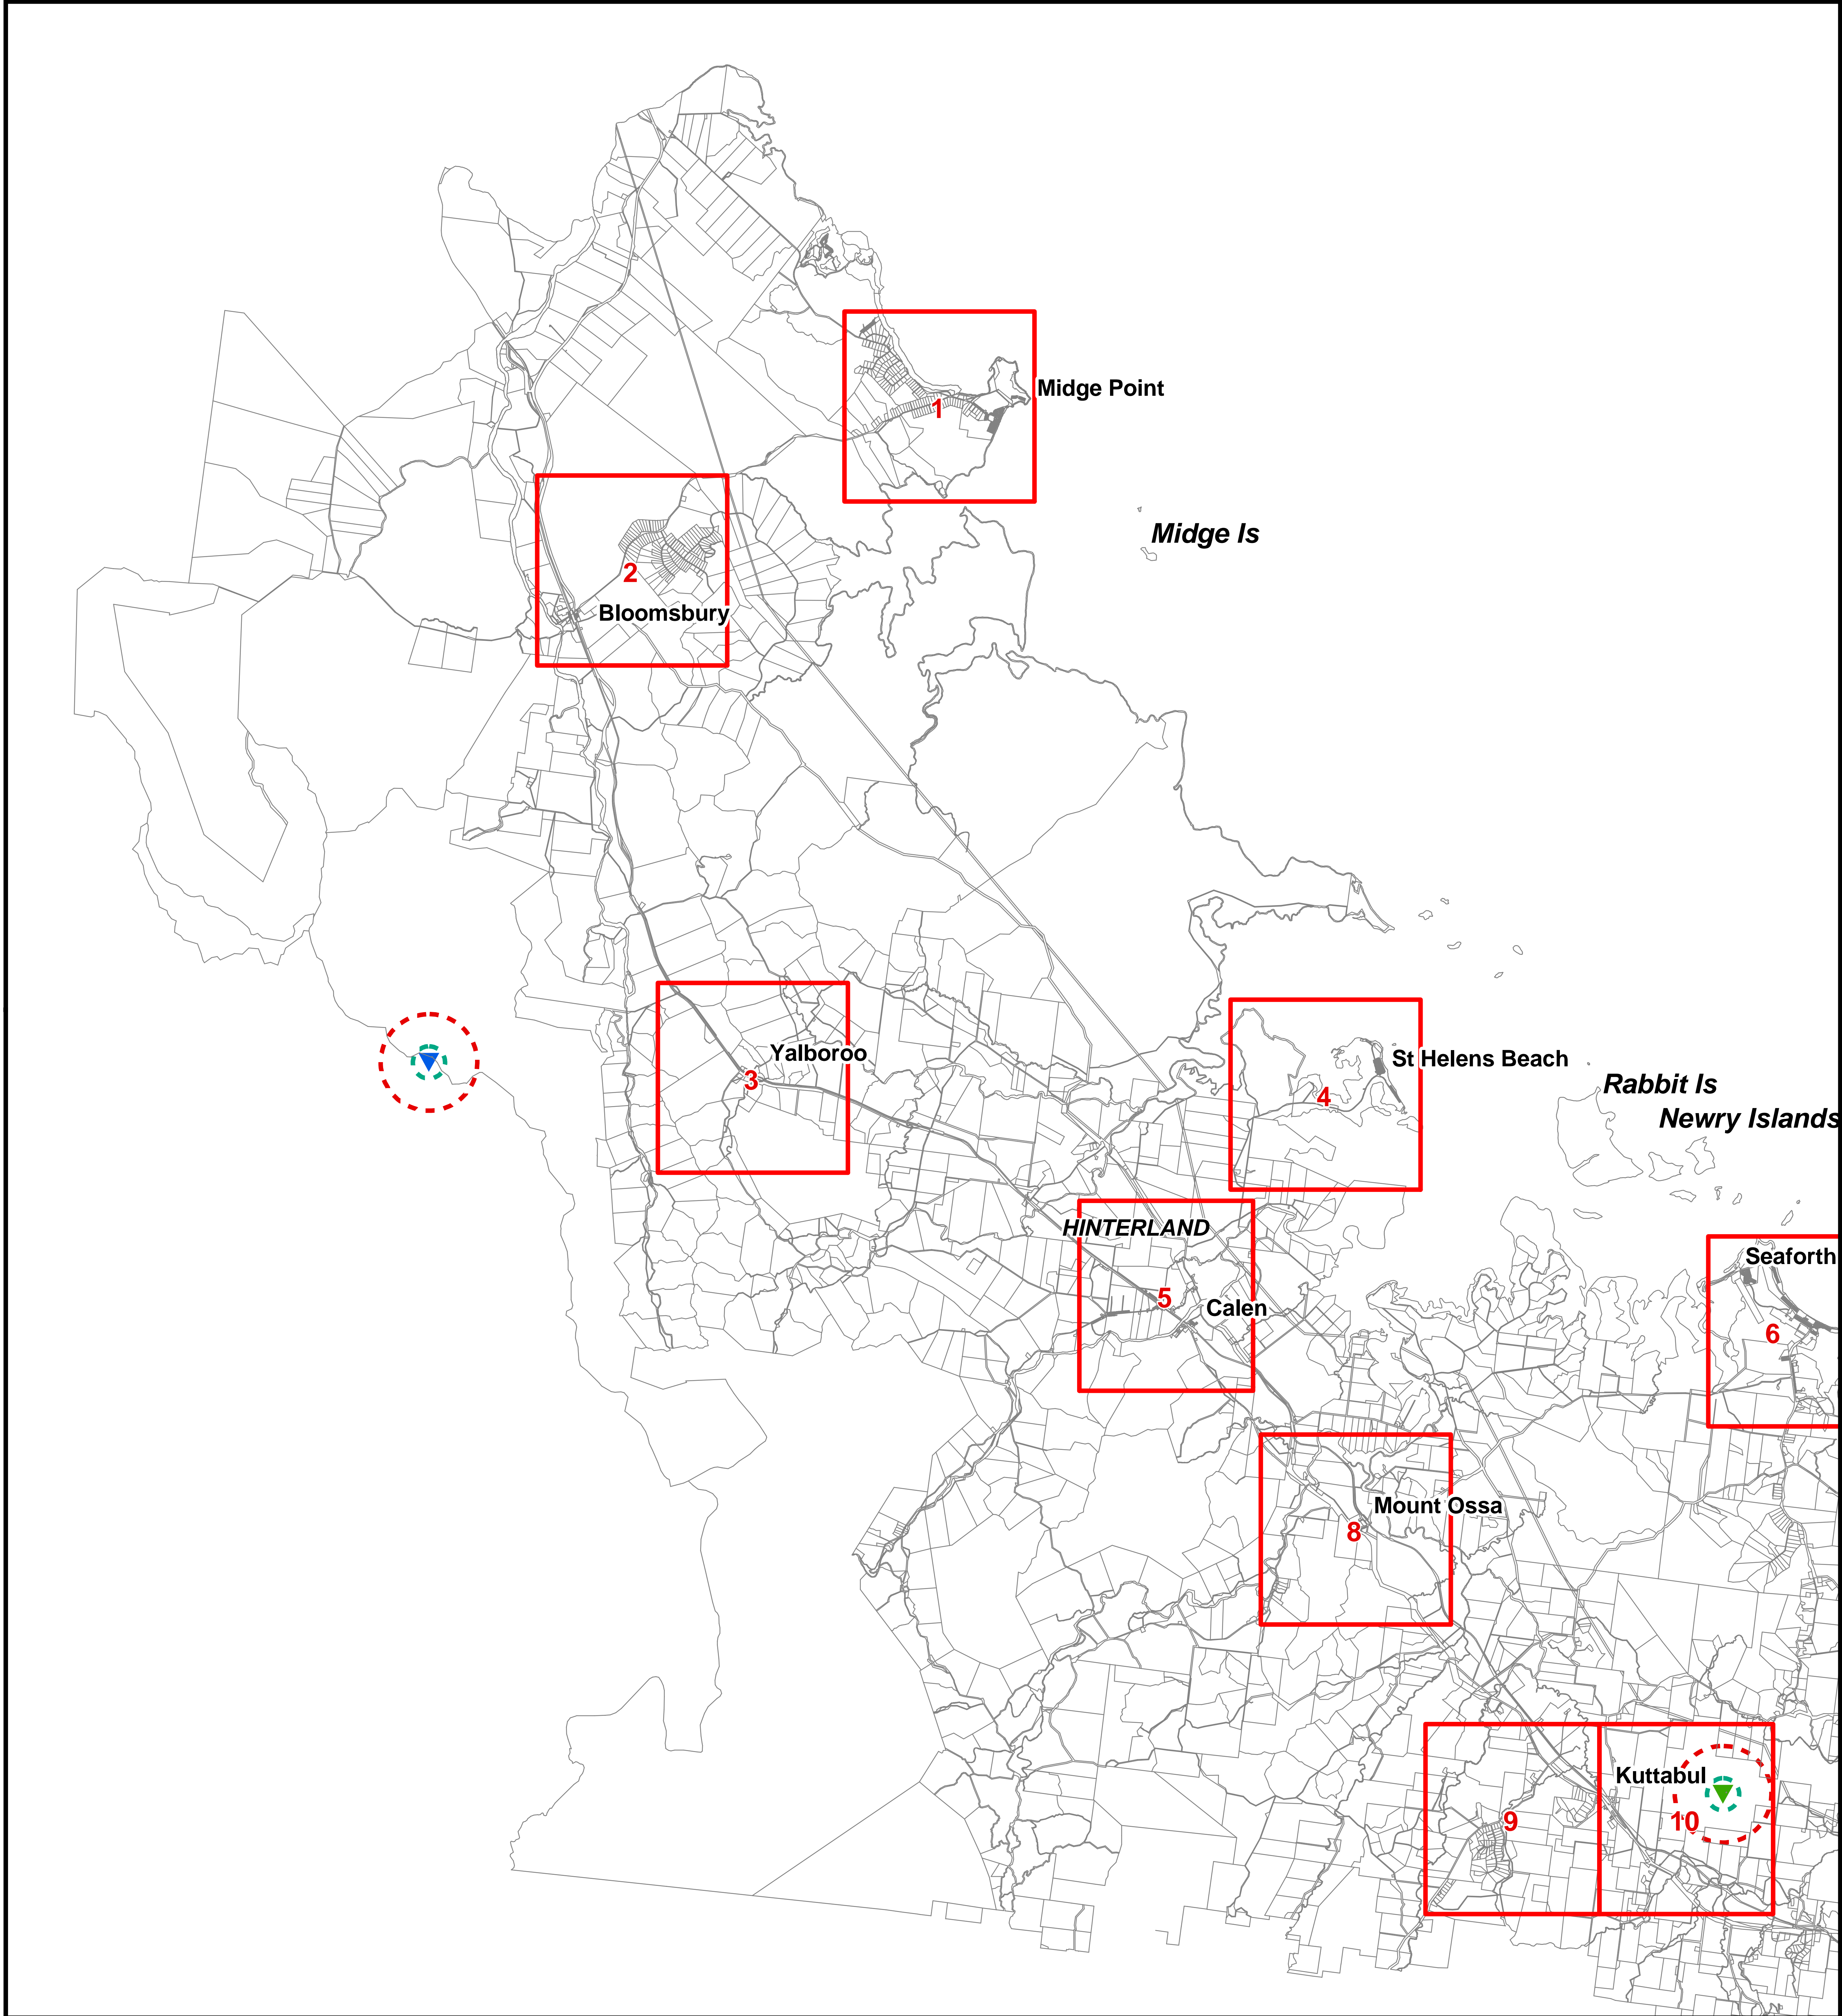 Midge Point
1
Midge Is
2
Bloomsbury
Yalboroo
3
St Helens Beach
4
Rabbit Is
Newry Islands
HINTERLAND
Seaforth
5
Calen
6
Mount Ossa
8
Kuttabul
9
10